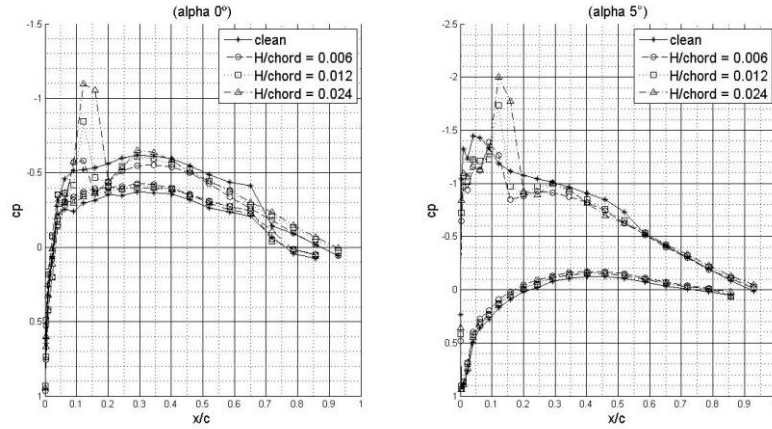 (alpha 0º)
-1.5
-1
-0.5
0
0.5
1
cp
0
0.1
0.2
0.3
0.4
0.5
0.6
0.7
0.8
0.9
1
x/c
clean
H/chord = 0.006
H/chord = 0.012
H/chord = 0.024
(alpha 5°)
-2.5
-2
-1.5
-1
-0.5
0
0.5
1
cp
0
0.1
0.2
0.3
0.4
0.5
0.6
0.7
0.8
0.9
1
x/c
clean
H/chord = 0.006
H/chord = 0.012
H/chord = 0.024